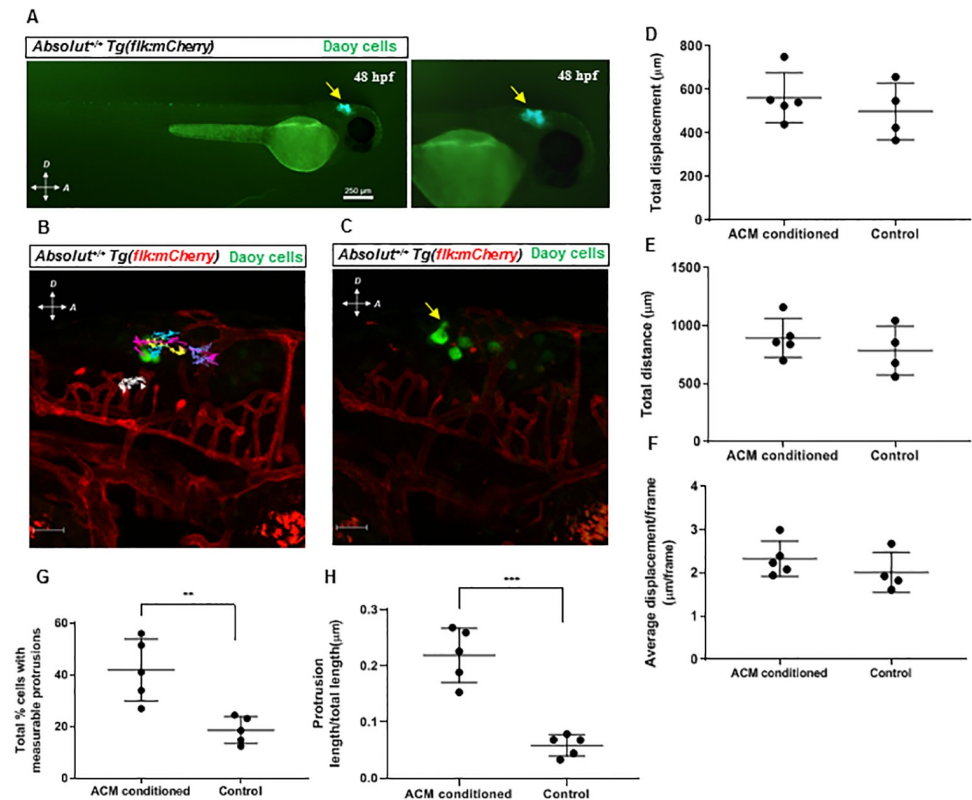 A
Absolut+/+ Tg(flk:mCherry) Daoy cells
48 hpf
48 hpf
D
A
250 μm
B
Absolut+/+ Tg(flk:mCherry) Daoy cells
D
A
C
Absolut+/+ Tg(flk:mCherry) Daoy cells
D
A
D
Total displacement (μm)
800
600
400
200
0
ACM conditioned Control
E
Total distance (μm)
1500
1000
500
0
ACM conditioned Control
F
Average displacement/frame
(μm/frame)
4
3
2
1
0
ACM conditioned Control
G
Total % cells with
measurable protrusions
60
40
20
0
**
ACM conditioned Control
H
Protrusion
length/total length(μm)
0.3
0.2
0.1
0.0
***
ACM conditioned Control